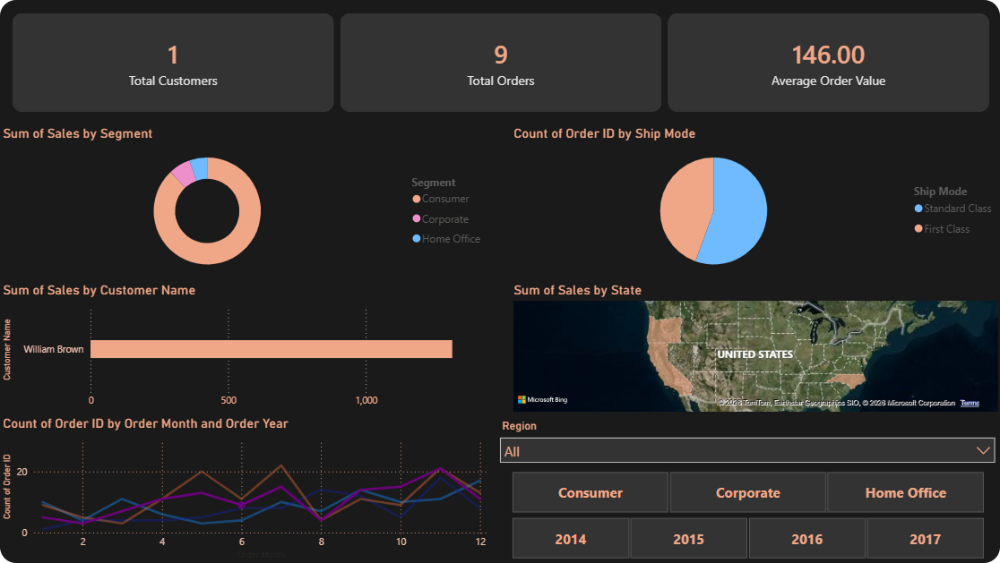 1
Total Customers
9
Total Orders
146.00
Average Order Value
Sum of Sales by Segment
Segment
Consumer
Corporate
Home Office
Count of Order ID by Ship Mode
Ship Mode
Standard Class
First Class
Sum of Sales by Customer Name
Customer Name
William Brown
0
500
1,000
Sum of Sales by State
UNITED STATES
Microsoft Bing
© 2026 TomTom, Earthstar Geographics SIO, © 2026 Microsoft Corporation Terms
Count of Order ID by Order Month and Order Year
Count of Order ID
20
0
2
4
6
8
10
12
Order Month
Region
All
Consumer
Corporate
Home Office
2014
2015
2016
2017